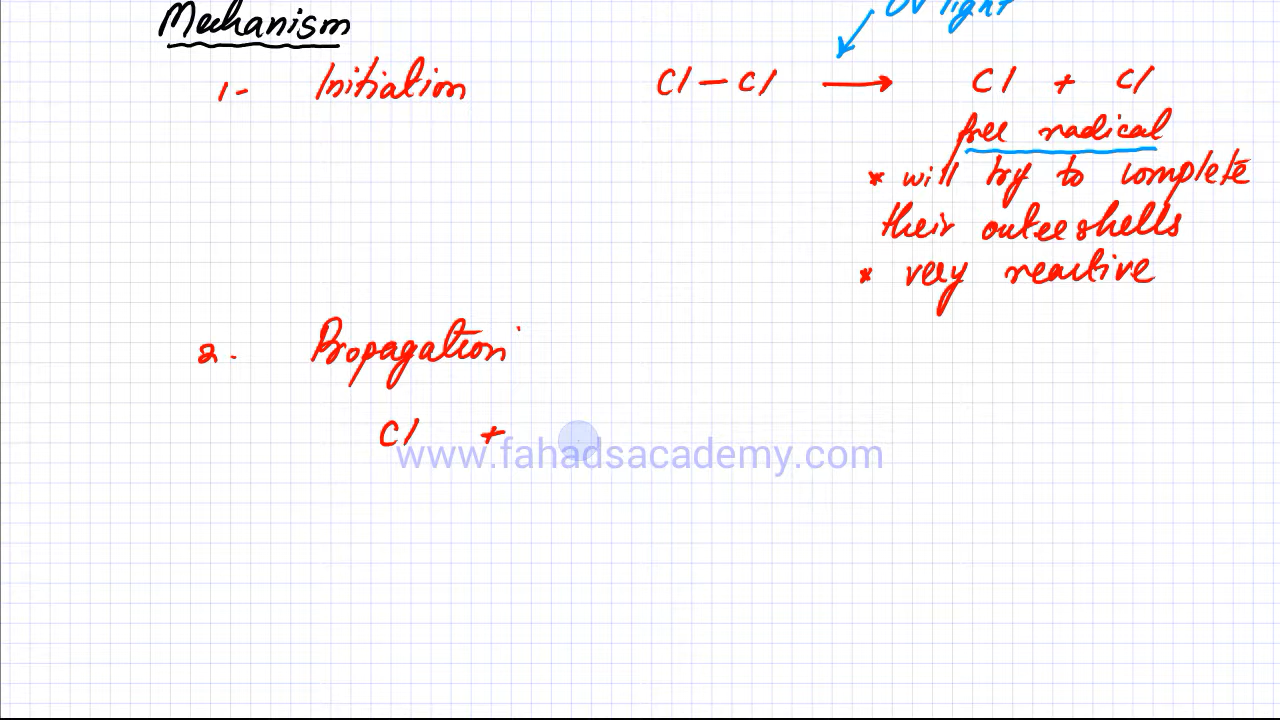 UV light
Mechanism
1- Initiation Cl - Cl → Cl + Cl
free radical
* will try to complete
their outer shells
* very reactive
2. Propagation
Cl +
www.fahadsacademy.com